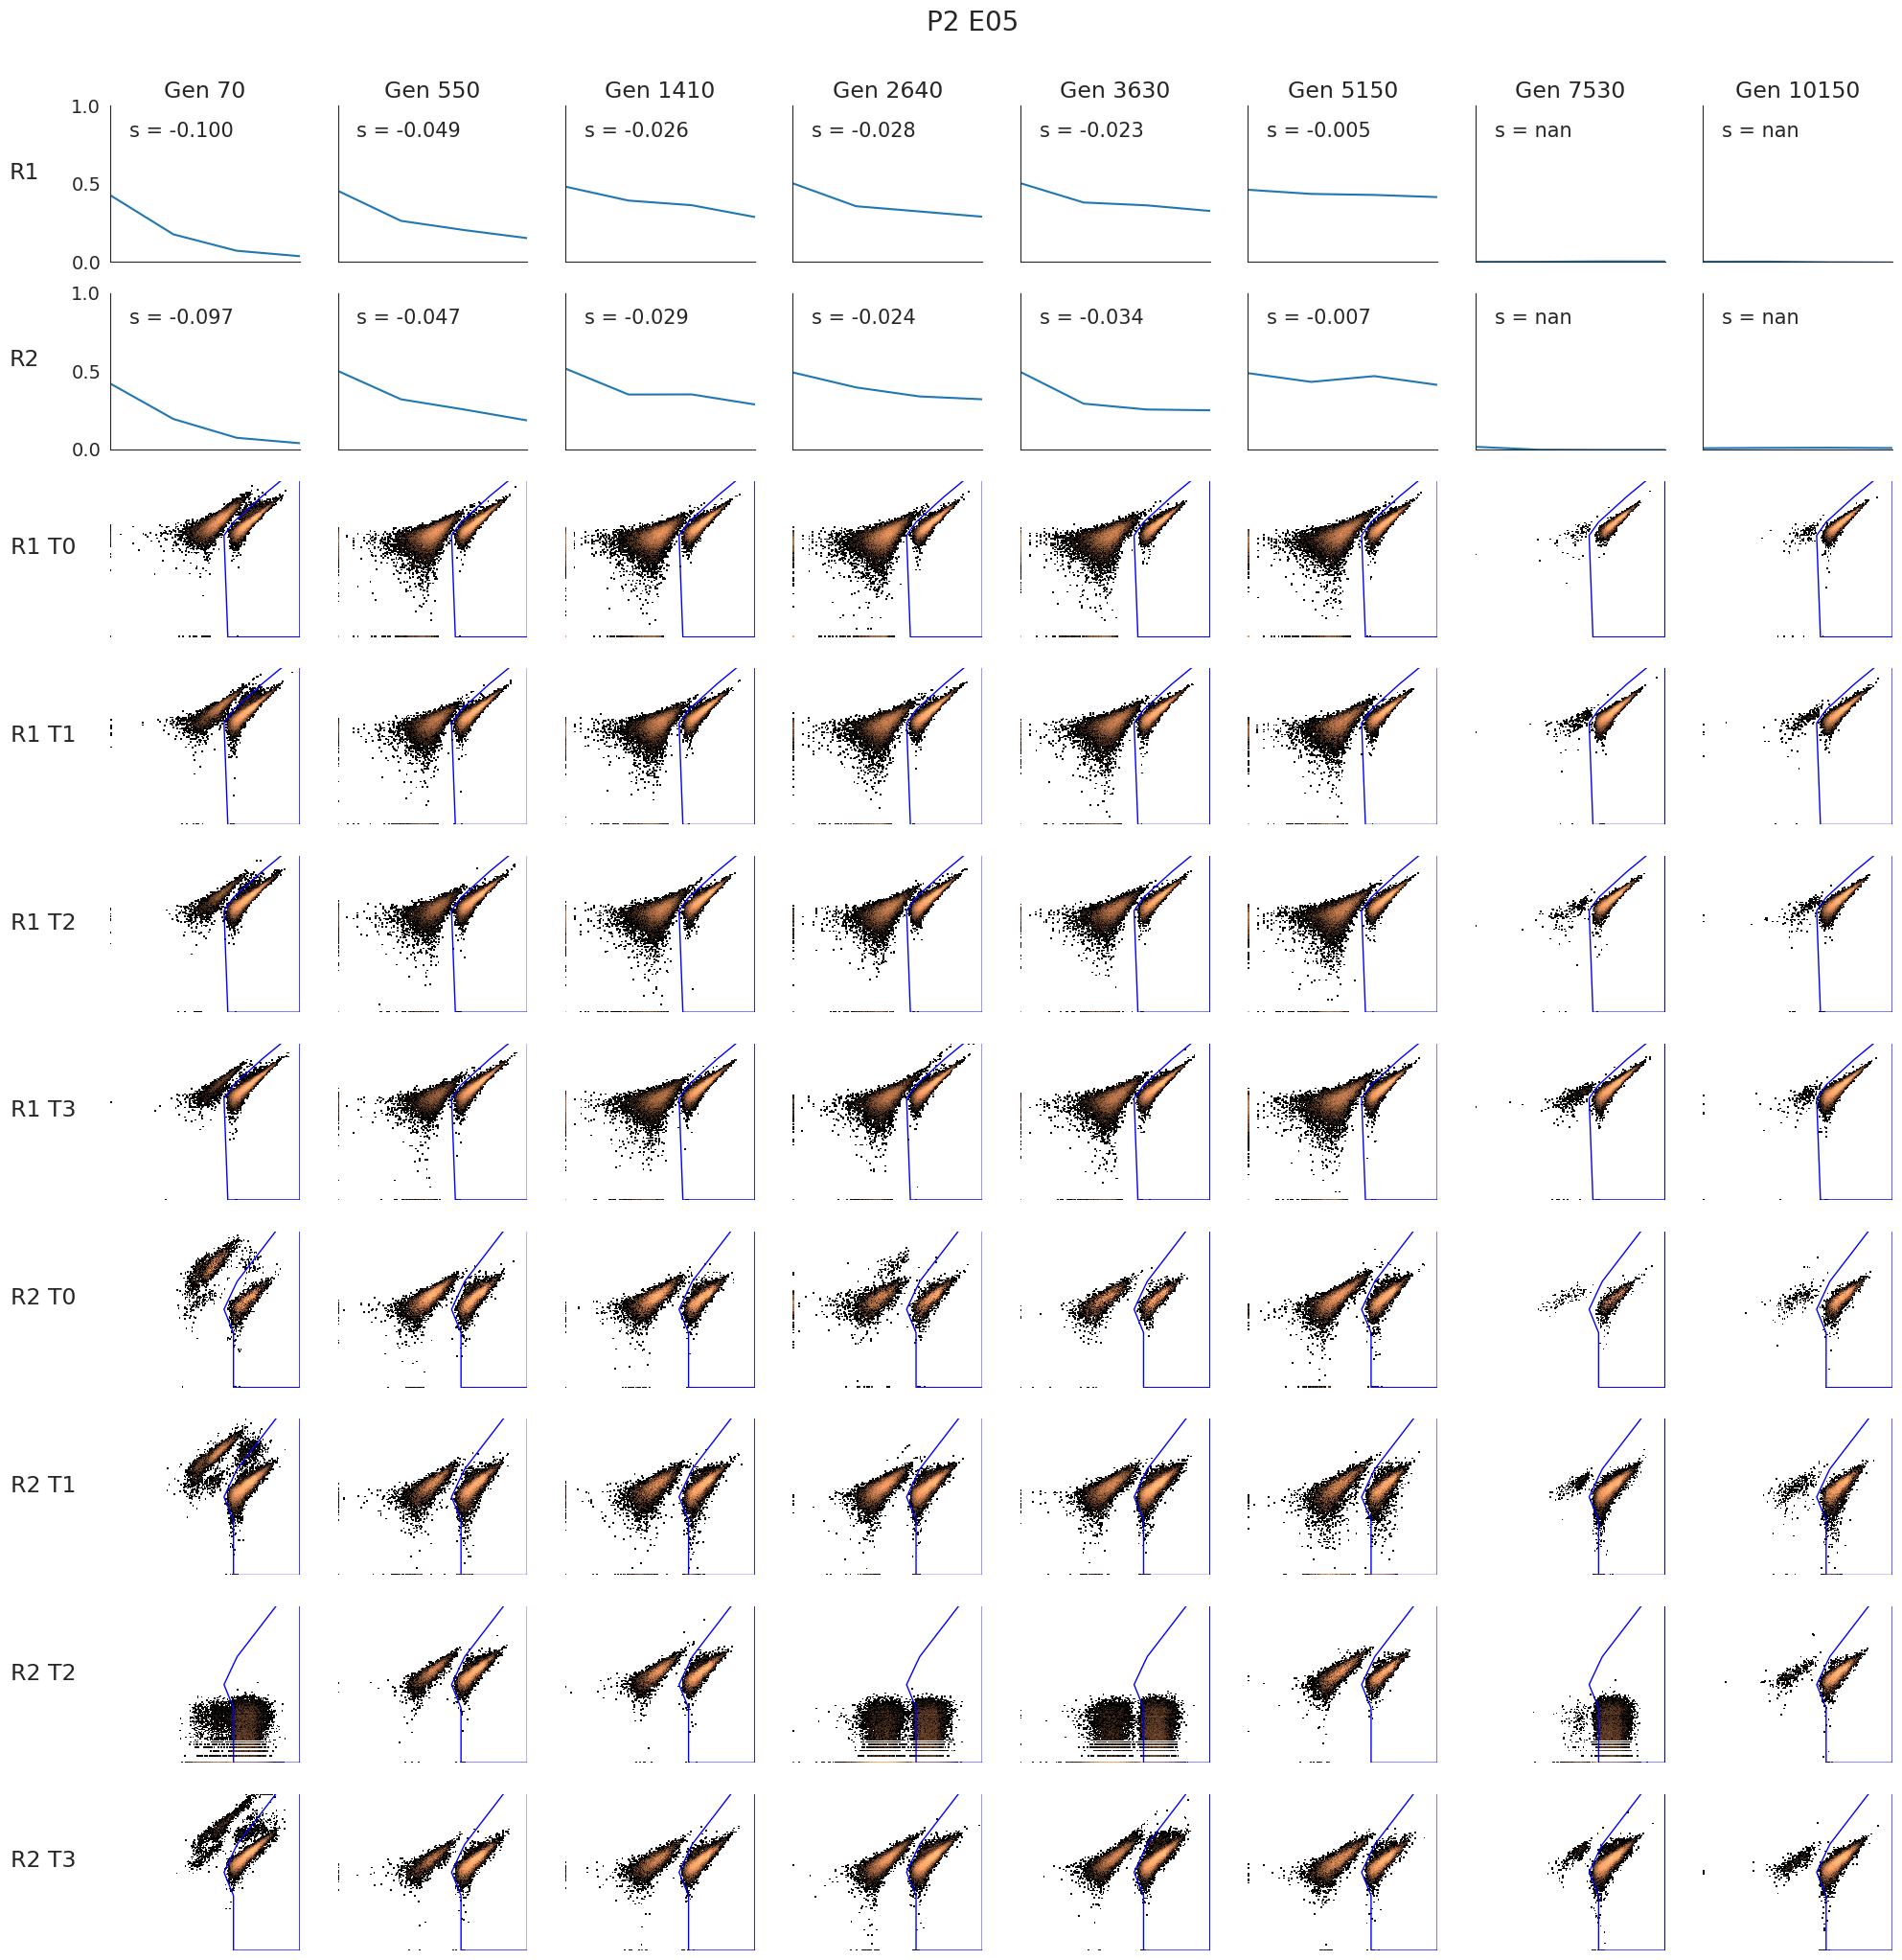 P2 E05
Gen 70 Gen 550 Gen 1410 Gen 2640 Gen 3630 Gen 5150 Gen 7530 Gen 10150
1.0
s = -0.100 s = -0.049 s = -0.026 s = -0.028 s = -0.023 s = -0.005 s = nan s = nan
R1
0.5
0.0
1.0
s = -0.097 s = -0.047 s = -0.029 s = -0.024 s = -0.034 s = -0.007 s = nan s = nan
R2
0.5
0.0
R1 T0
R1 T1
R1 T2
R1 T3
R2 T0
R2 T1
R2 T2
R2 T3